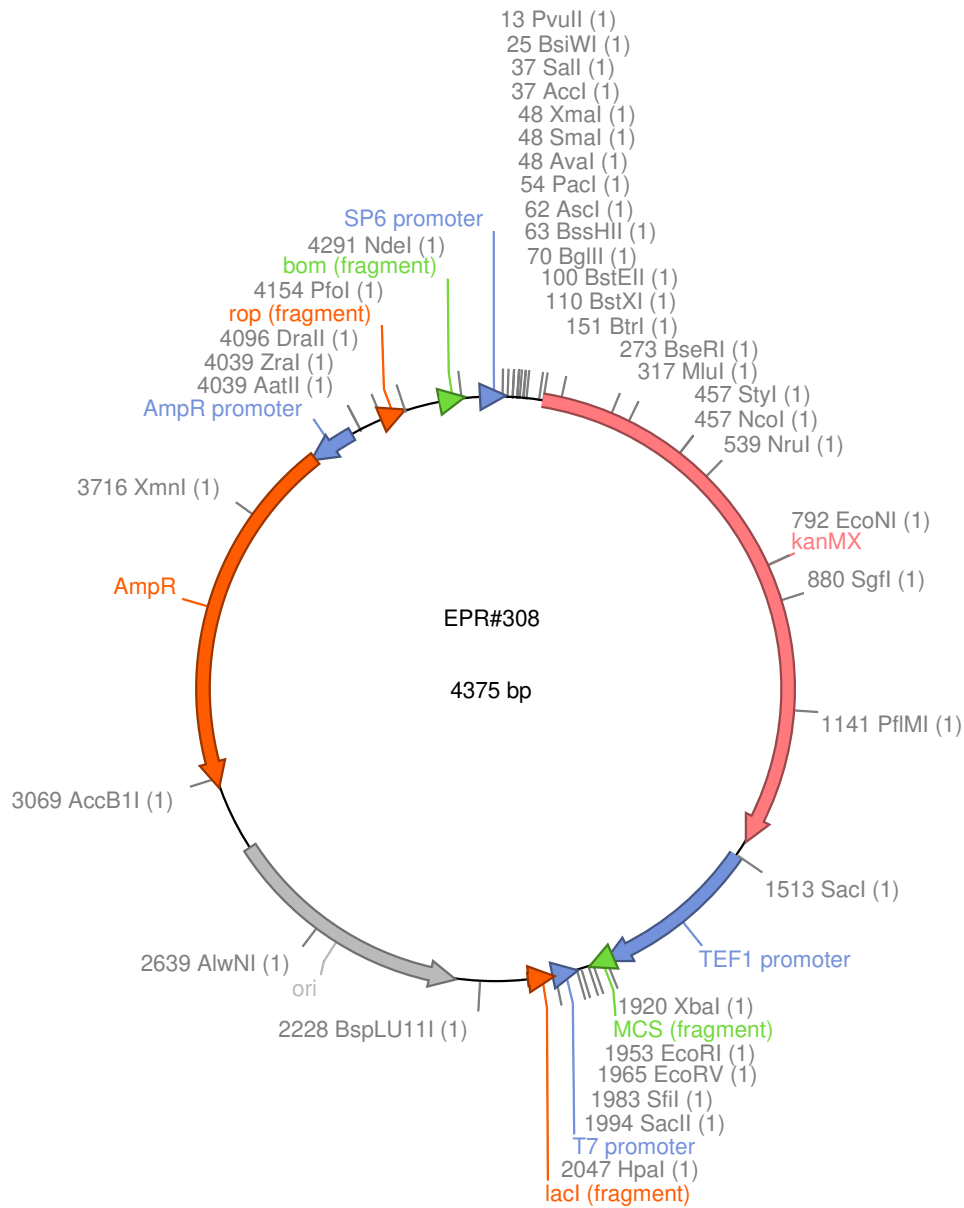 13 PvuII (1)
25 BsiWI (1)
37 SalI (1)
37 AccI (1)
48 XmaI (1)
48 SmaI (1)
48 AvaI (1)
54 PacI (1)
62 AscI (1)
63 BssHII (1)
70 BglII (1)
100 BstEII (1)
110 BstXI (1)
151 BtrI (1)
273 BseRI (1)
317 MluI (1)
457 StyI (1)
457 NcoI (1)
539 NruI (1)
792 EcoNI (1)
kanMX
880 SgfI (1)
1141 PflMI (1)
1513 SacI (1)
TEF1 promoter
1920 XbaI (1)
MCS (fragment)
1953 EcoRI (1)
1965 EcoRV (1)
1983 SfiI (1)
1994 SacII (1)
T7 promoter
2047 HpaI (1)
lacI (fragment)
2228 BspLU11I (1)
ori
2639 AlwNI (1)
3069 AccB1I (1)
AmpR
3716 XmnI (1)
AmpR promoter
4039 AatII (1)
4039 ZraI (1)
4096 DraII (1)
rop (fragment)
4154 PfoI (1)
bom (fragment)
4291 NdeI (1)
SP6 promoter
EPR#308
4375 bp